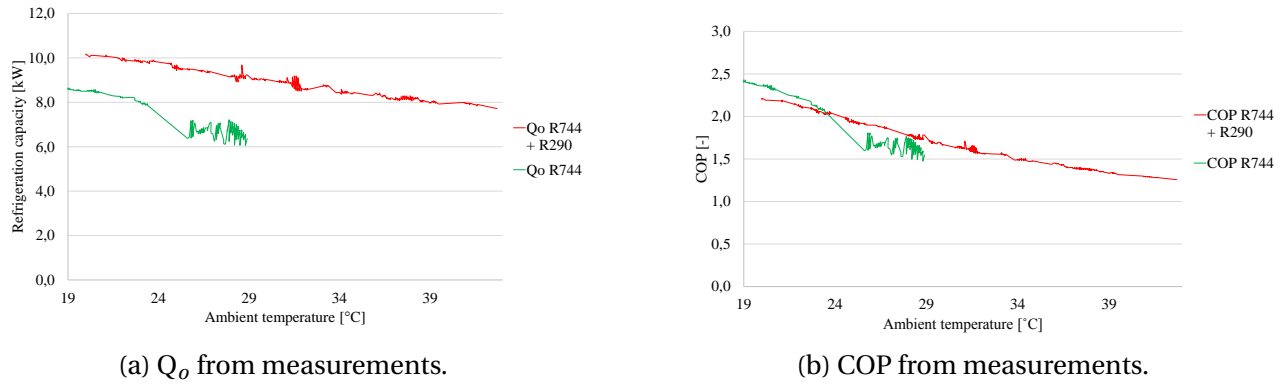 12,0
10,0
8,0
6,0
4,0
2,0
0,0
Refrigeration capacity [kW]
19 24 29 34 39
Ambient temperature [°C]
Qo R744
+ R290
Qo R744
(a) Qₒ from measurements.
3,0
2,5
2,0
1,5
1,0
0,5
0,0
COP [-]
19 24 29 34 39
Ambient temperature [˚C]
COP R744
+ R290
COP R744
(b) COP from measurements.